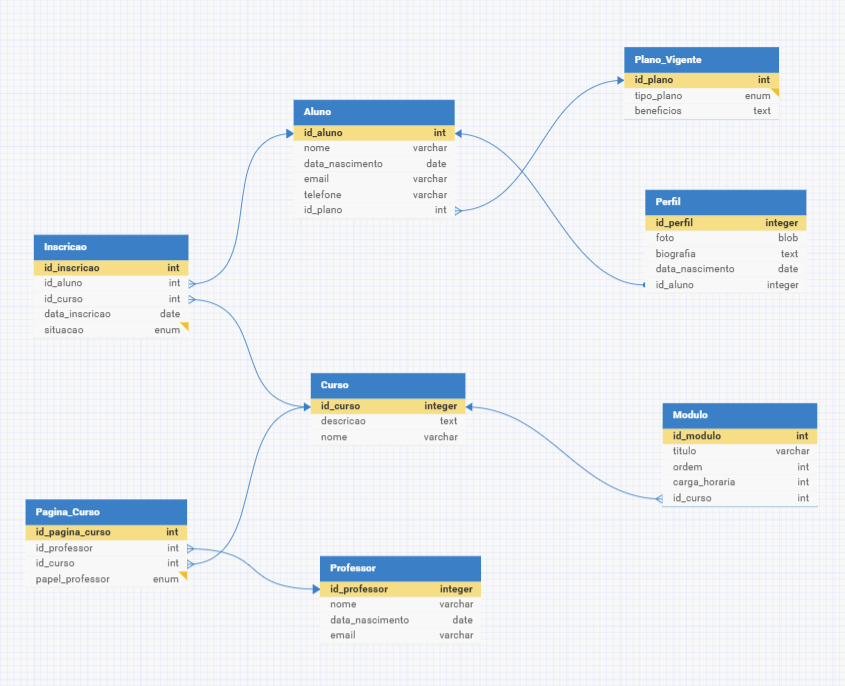 Plano_Vigente
id_plano int
tipo_plano enum
beneficios text
Aluno
id_aluno int
nome varchar
data_nascimento date
email varchar
telefone varchar
id_plano int
Perfil
id_perfil integer
foto blob
biografia text
data_nascimento date
id_aluno integer
Inscricao
id_inscricao int
id_aluno int
id_curso int
data_inscricao date
situacao enum
Curso
id_curso integer
descricao text
nome varchar
Modulo
id_modulo int
titulo varchar
ordem int
carga_horaria int
id_curso int
Pagina_Curso
id_pagina_curso int
id_professor int
id_curso int
papel_professor enum
Professor
id_professor integer
nome varchar
data_nascimento date
email varchar